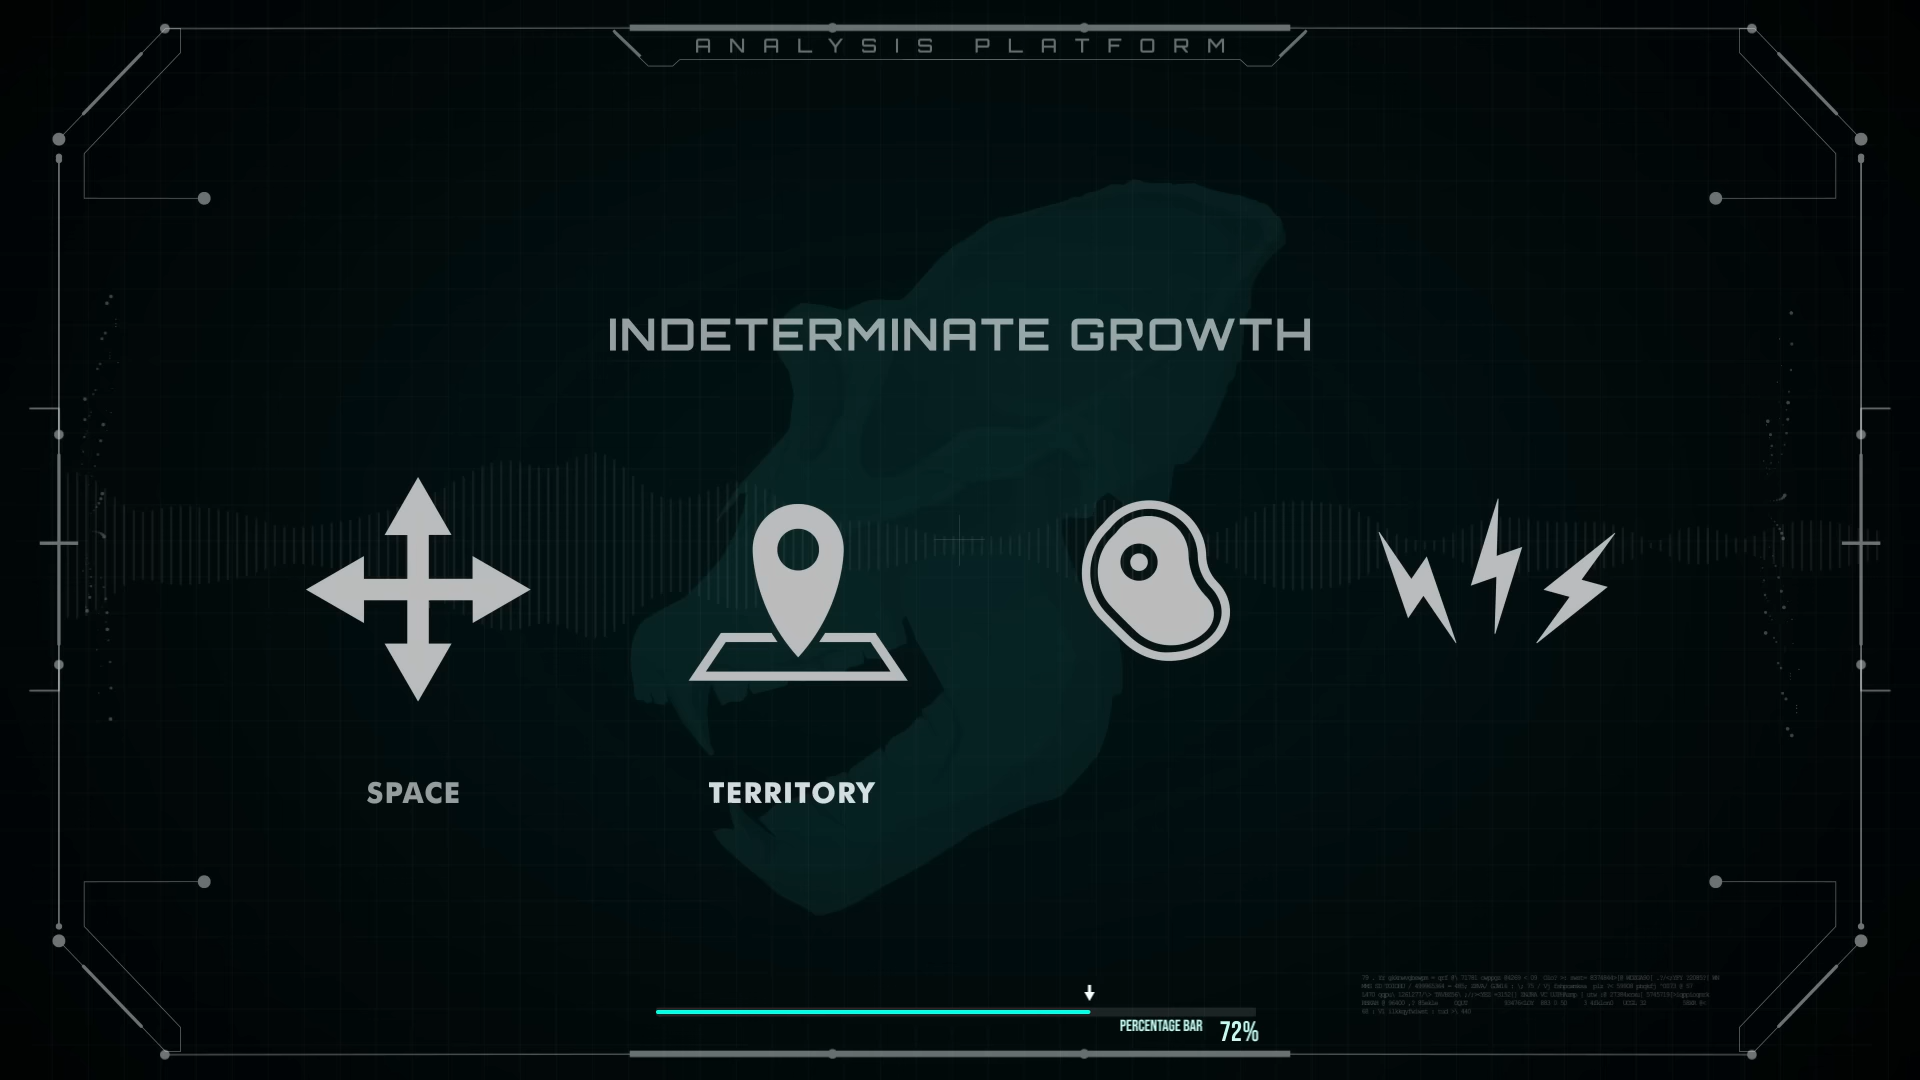 ANALYSIS PLATFORM
INDETERMINATE GROWTH
SPACE
TERRITORY
PERCENTAGE BAR
72%